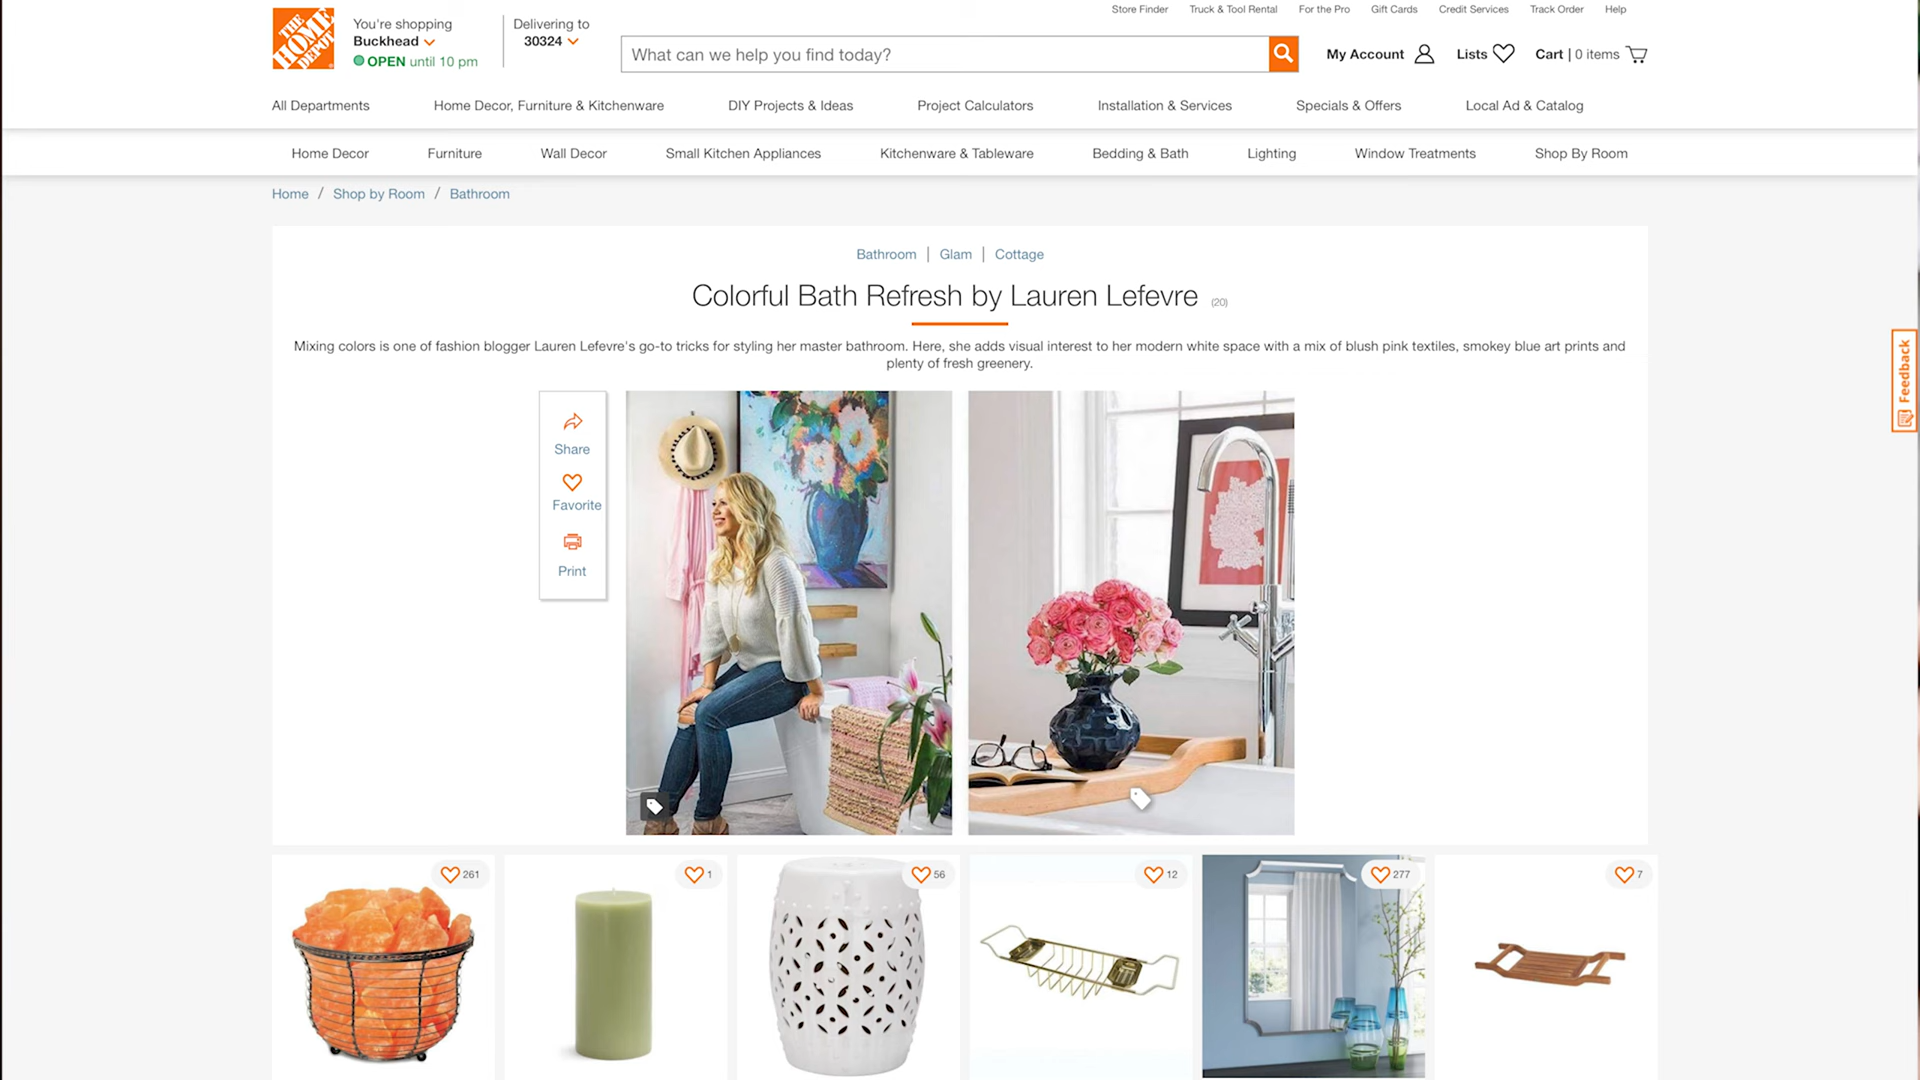 Store Finder Truck & Tool Rental For the Pro Gift Cards Credit Services Track Order Help
THE HOME DEPOT
You're shopping
Buckhead
OPEN until 10 pm
Delivering to
30324
What can we help you find today?
My Account Lists Cart | 0 items
All Departments Home Decor, Furniture & Kitchenware DIY Projects & Ideas Project Calculators Installation & Services Specials & Offers Local Ad & Catalog
Home Decor Furniture Wall Decor Small Kitchen Appliances Kitchenware & Tableware Bedding & Bath Lighting Window Treatments Shop By Room
Home / Shop by Room / Bathroom
Bathroom | Glam | Cottage
Colorful Bath Refresh by Lauren Lefevre (20)
Mixing colors is one of fashion blogger Lauren Lefevre's go-to tricks for styling her master bathroom. Here, she adds visual interest to her modern white space with a mix of blush pink textiles, smokey blue art prints and
plenty of fresh greenery.
Feedback
Share
Favorite
Print
261 1 56 12 277 7